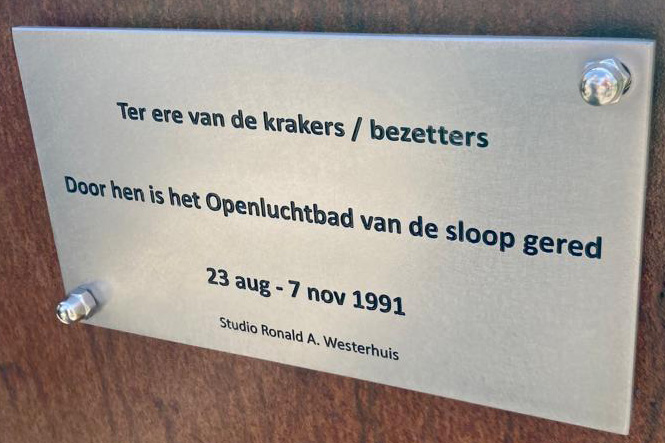 Ter ere van de krakers / bezetters
Door hen is het Openluchtbad van de sloop gered
23 aug - 7 nov 1991
Studio Ronald A. Westerhuis